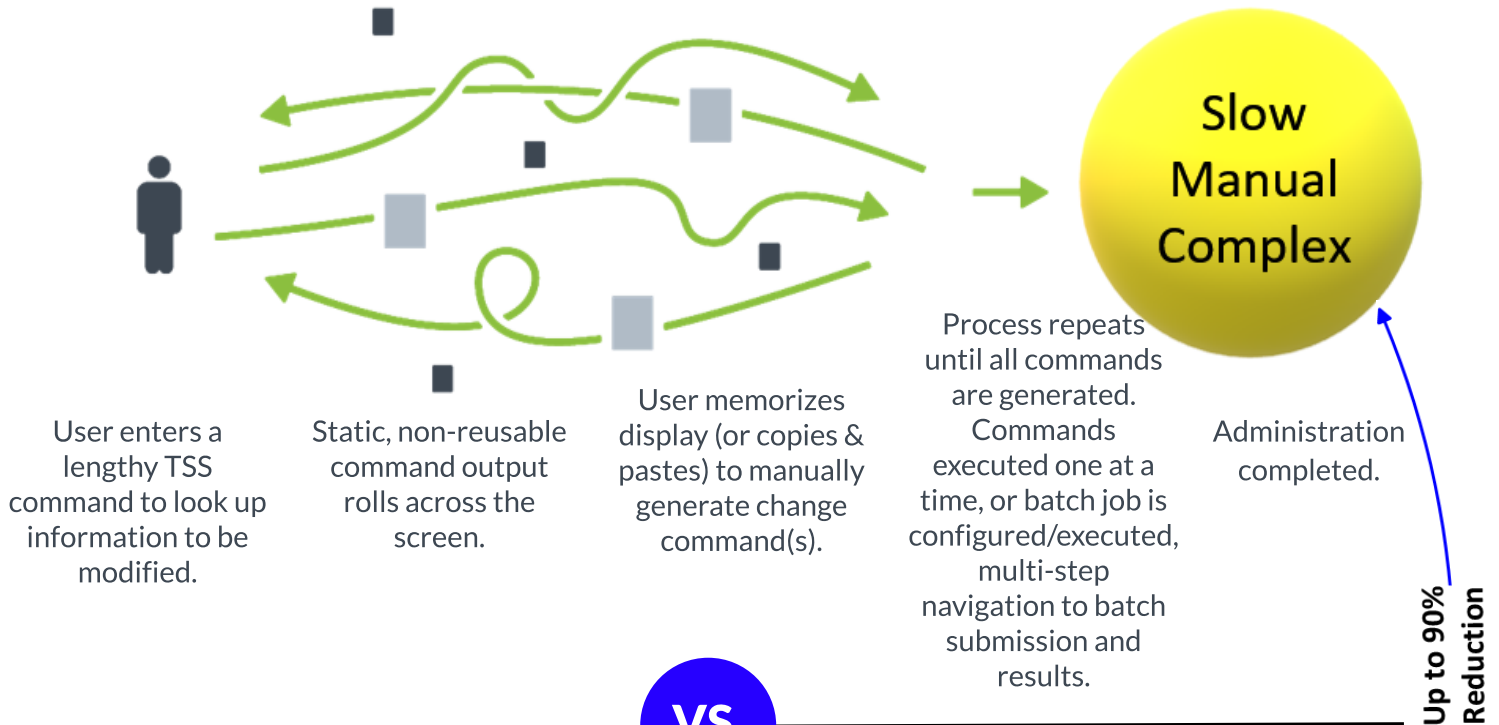 Slow
Manual
Complex
User enters a
lengthy TSS
command to look up
information to be
modified.
Static, non-reusable
command output
rolls across the
screen.
User memorizes
display (or copies &
pastes) to manually
generate change
command(s).
Process repeats
until all commands
are generated.
Commands
executed one at a
time, or batch job is
configured/executed,
multi-step
navigation to batch
submission and
results.
Administration
completed.
Up to 90%
Reduction
VS